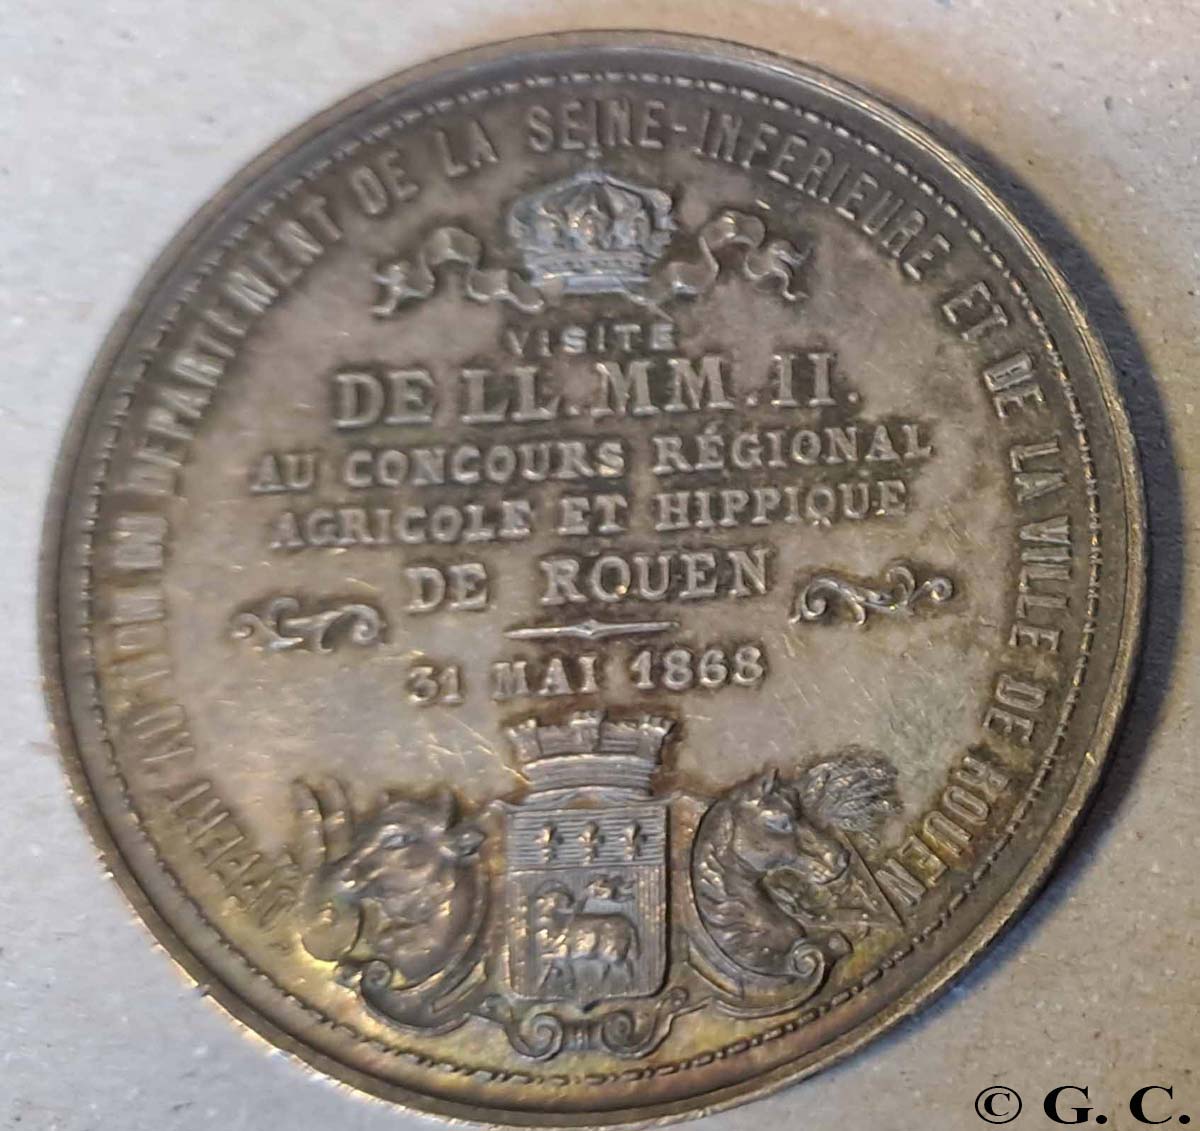 OFFERT AU NOM DU DEPARTEMENT DE LA SEINE-INFÉRIEURE ET DE LA VILLE DE ROUEN
VISITE
DE LL. MM. II.
AU CONCOURS RÉGIONAL
AGRICOLE ET HIPPIQUE
DE ROUEN
31 MAI 1868
© G. C.